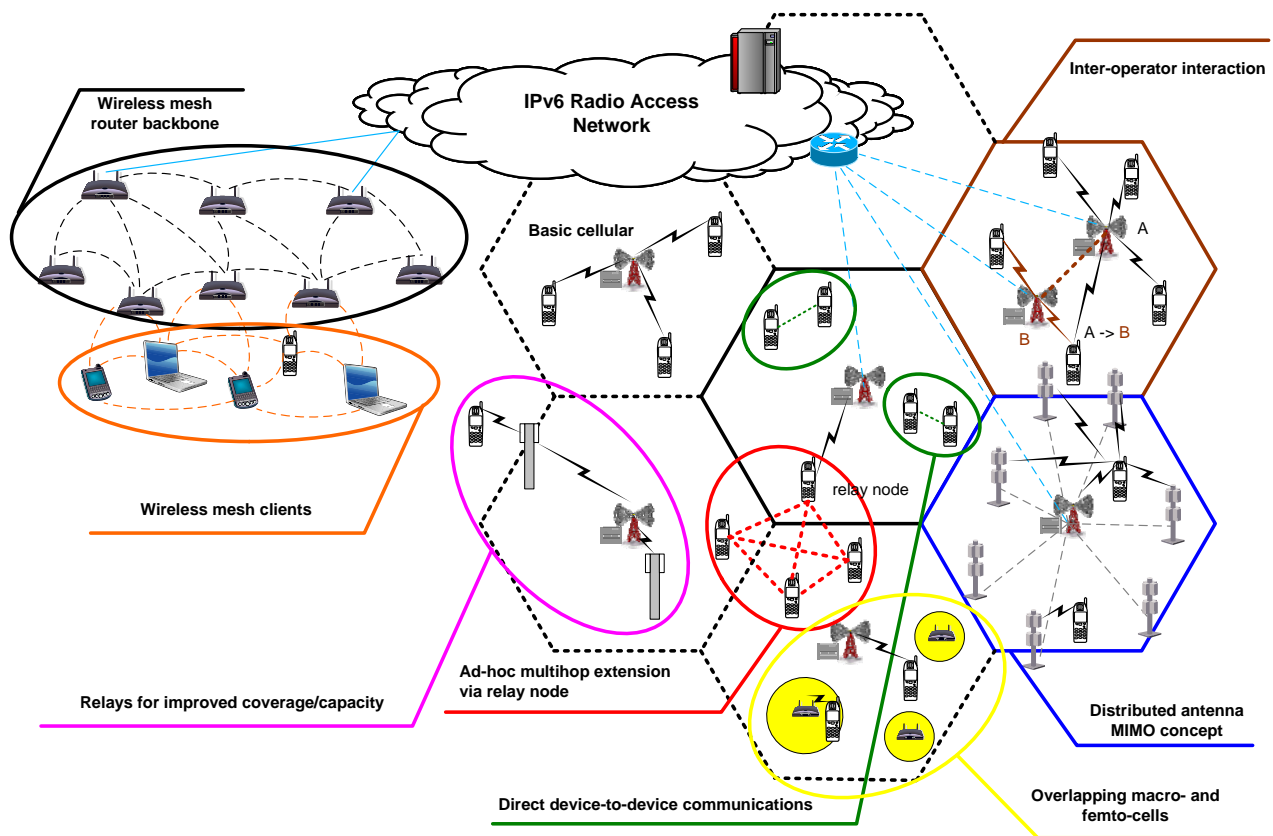 IPv6 Radio Access
Network
Inter-operator interaction
Wireless mesh
router backbone
Basic cellular
A
B
A -> B
relay node
Wireless mesh clients
Ad-hoc multihop extension
via relay node
Relays for improved coverage/capacity
Distributed antenna
MIMO concept
Direct device-to-device communications
Overlapping macro- and
femto-cells